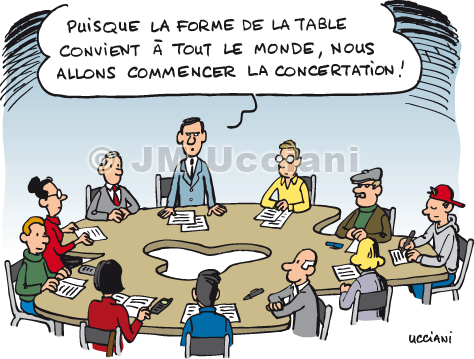 PUISQUE LA FORME DE LA TABLE
CONVIENT À TOUT LE MONDE, NOUS
ALLONS COMMENCER LA CONCERTATION!
© JM Ucciani
UCCIANI